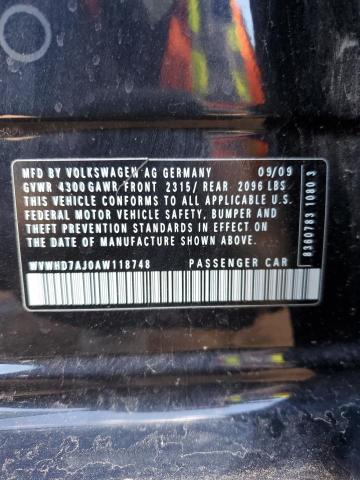 MFD BY VOLKSWAGEN AG GERMANY 09/09
GVWR 4300 GAWR FRONT 2315/ REAR 2096 LBS
THIS VEHICLE CONFORMS TO ALL APPLICABLE U.S.
FEDERAL MOTOR VEHICLE SAFETY, BUMPER AND
THEFT PREVENTION STANDARDS IN EFFECT ON THE
DATE OF MANUFACTURE SHOWN ABOVE
WVWHD7AJ0AW118748 PASSENGER CAR
8360783 1080 3